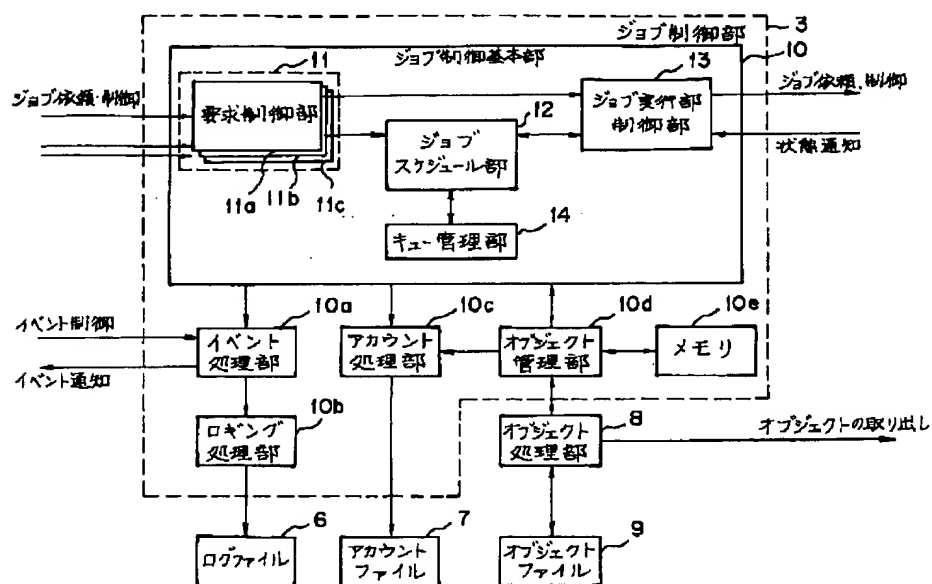 ジョブ制御部
3
ジョブ制御基本部
10
11
13
ジョブ依頼・制御
要求制御部
12
ジョブ実行部
制御部
ジョブ依頼、制御
ジョブ
スケジュール部
状態通知
11a
11b
11c
14
キュー管理部
イベント制御
10a
10c
10d
10e
イベント
処理部
アカウント
処理部
オブジェクト
管理部
メモリ
イベント通知
10b
8
ロギング
処理部
オブジェクト
処理部
オブジェクトの取り出し
6
7
9
ログファイル
アカウント
ファイル
オブジェクト
ファイル